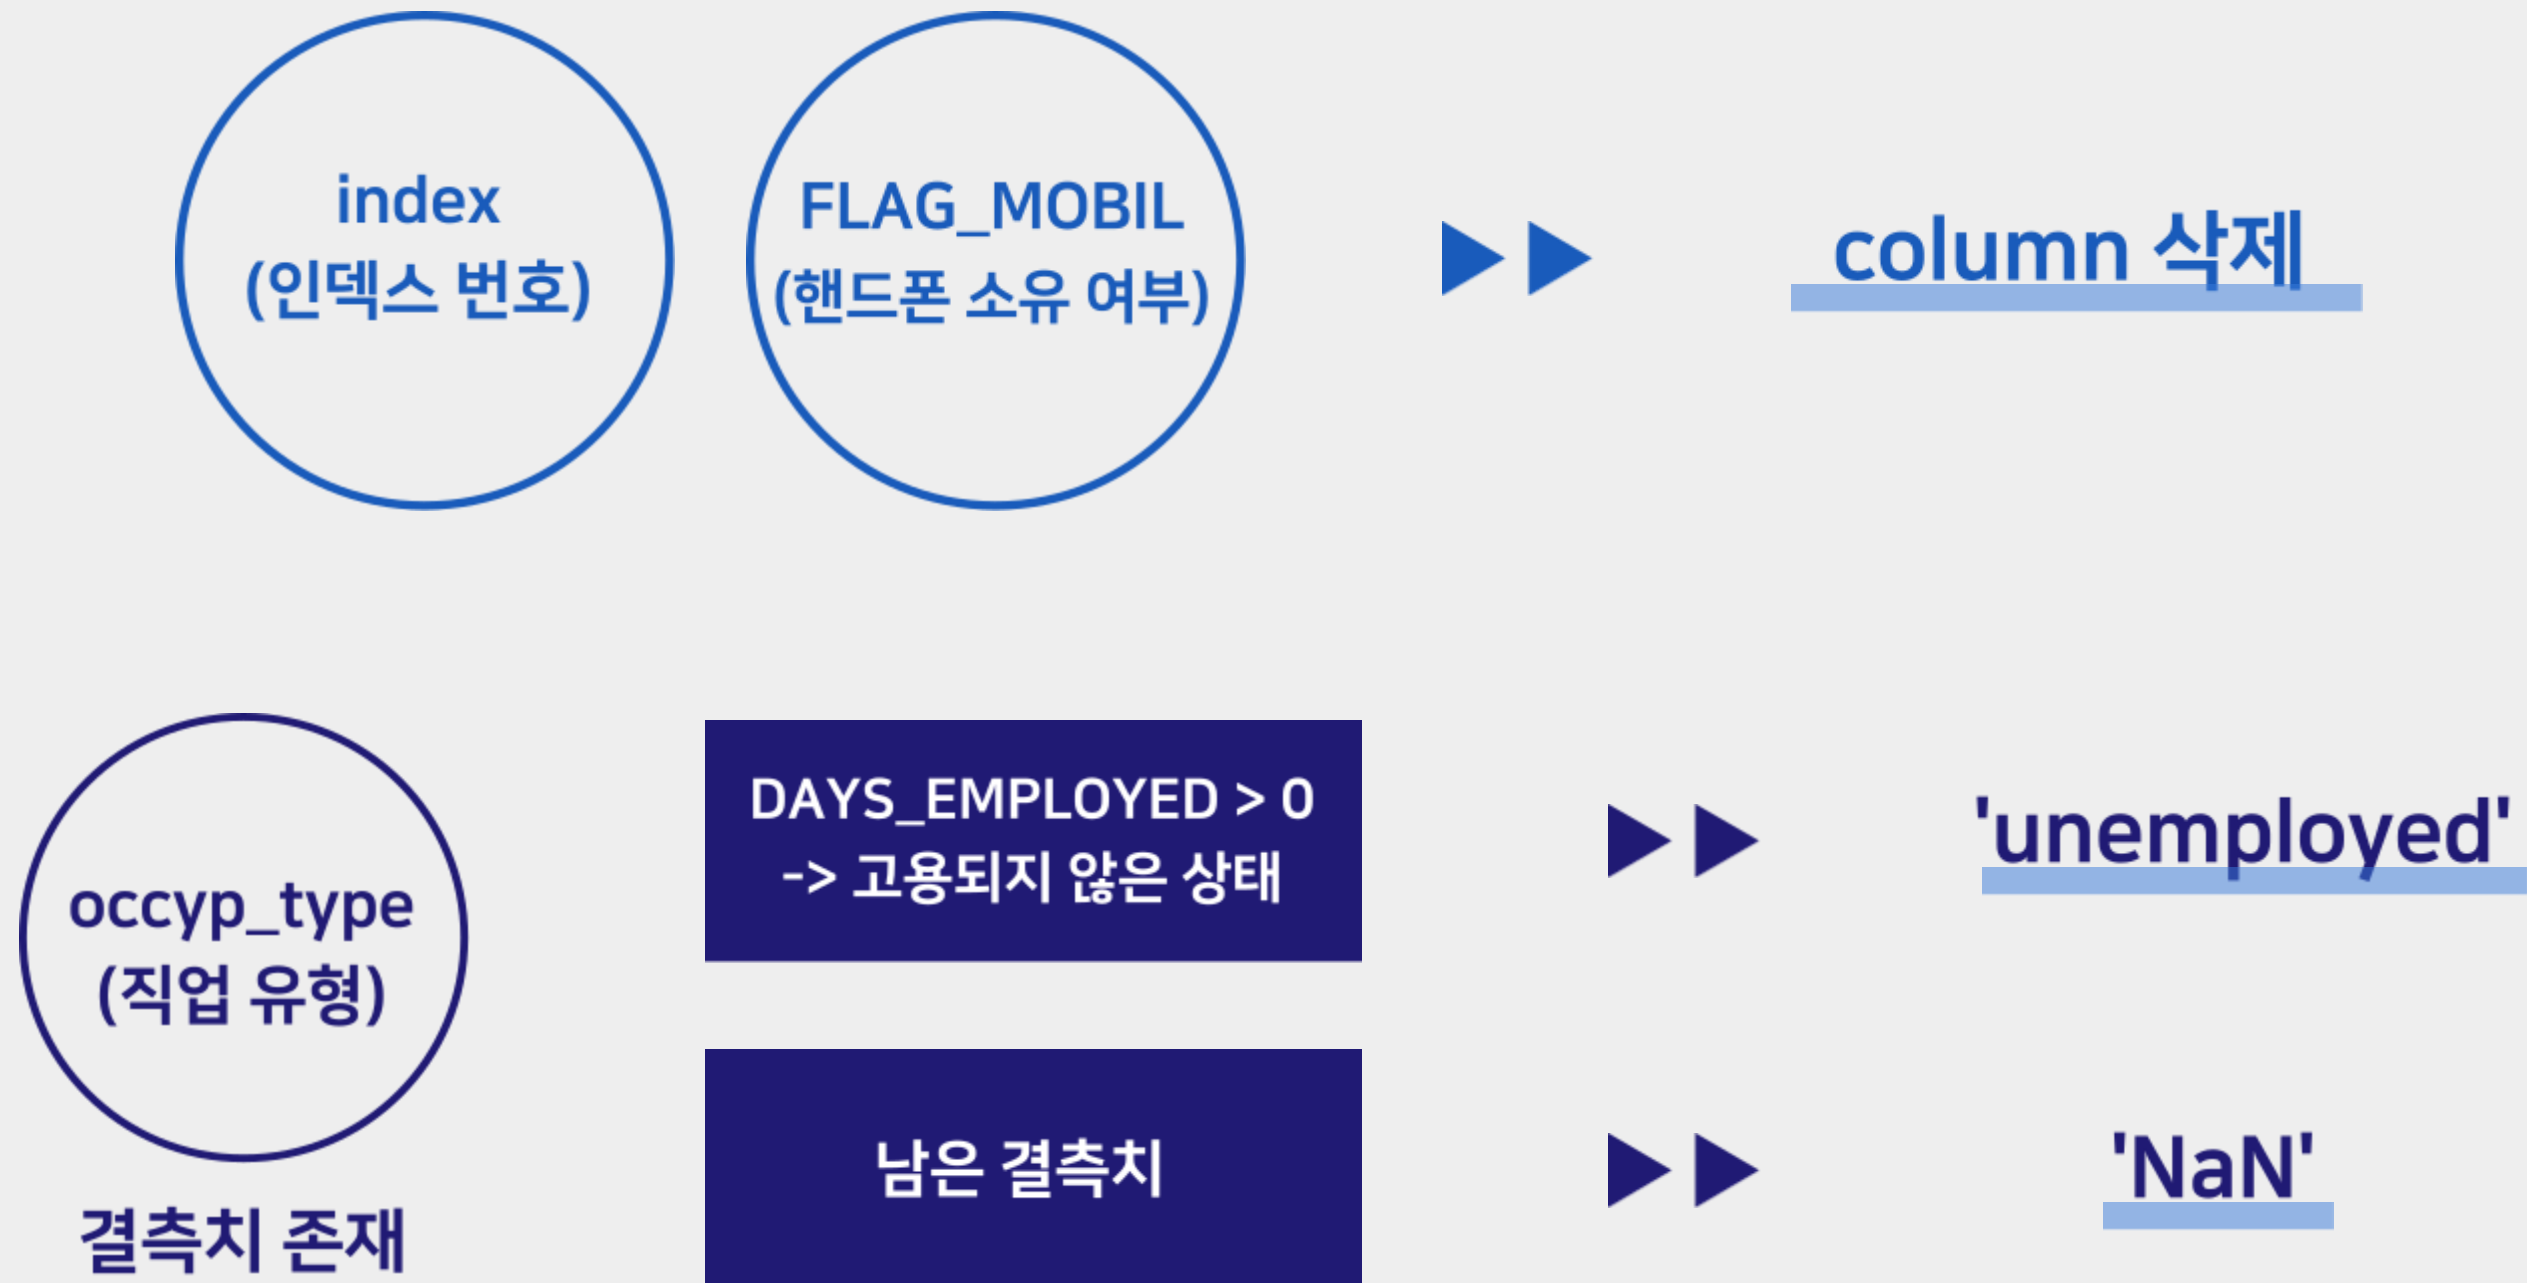 index
(인덱스 번호)
FLAG_MOBIL
(핸드폰 소유 여부)
column 삭제
occyp_type
(직업 유형)
결측치 존재
DAYS_EMPLOYED > 0
-> 고용되지 않은 상태
'unemployed'
남은 결측치
'NaN'